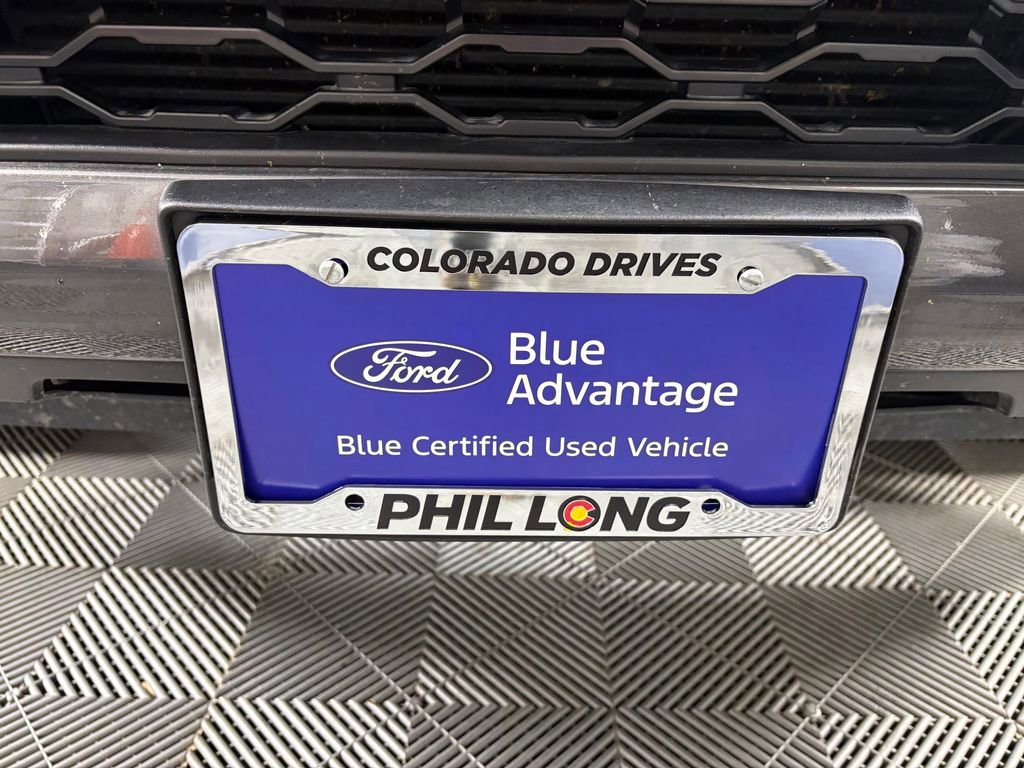 COLORADO DRIVES
Ford
Blue
Advantage
Blue Certified Used Vehicle
PHIL LONG